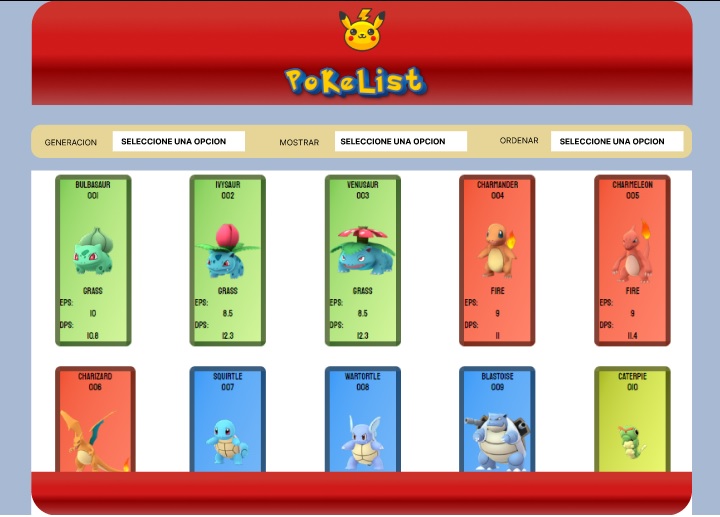 PoKeList
GENERACION SELECCIONE UNA OPCION MOSTRAR SELECCIONE UNA OPCION ORDENAR SELECCIONE UNA OPCION
BULBASAUR
001
GRASS
EPS:
10
DPS:
10.8
IVYSAUR
002
GRASS
EPS:
8.5
DPS:
12.3
VENUSAUR
003
GRASS
EPS:
8.5
DPS:
12.3
CHARMANDER
004
FIRE
EPS:
9
DPS:
11
CHARMELEON
005
FIRE
EPS:
9
DPS:
11.4
CHARIZARD
006
SQUIRTLE
007
WARTORTLE
008
BLASTOISE
009
CATERPIE
010